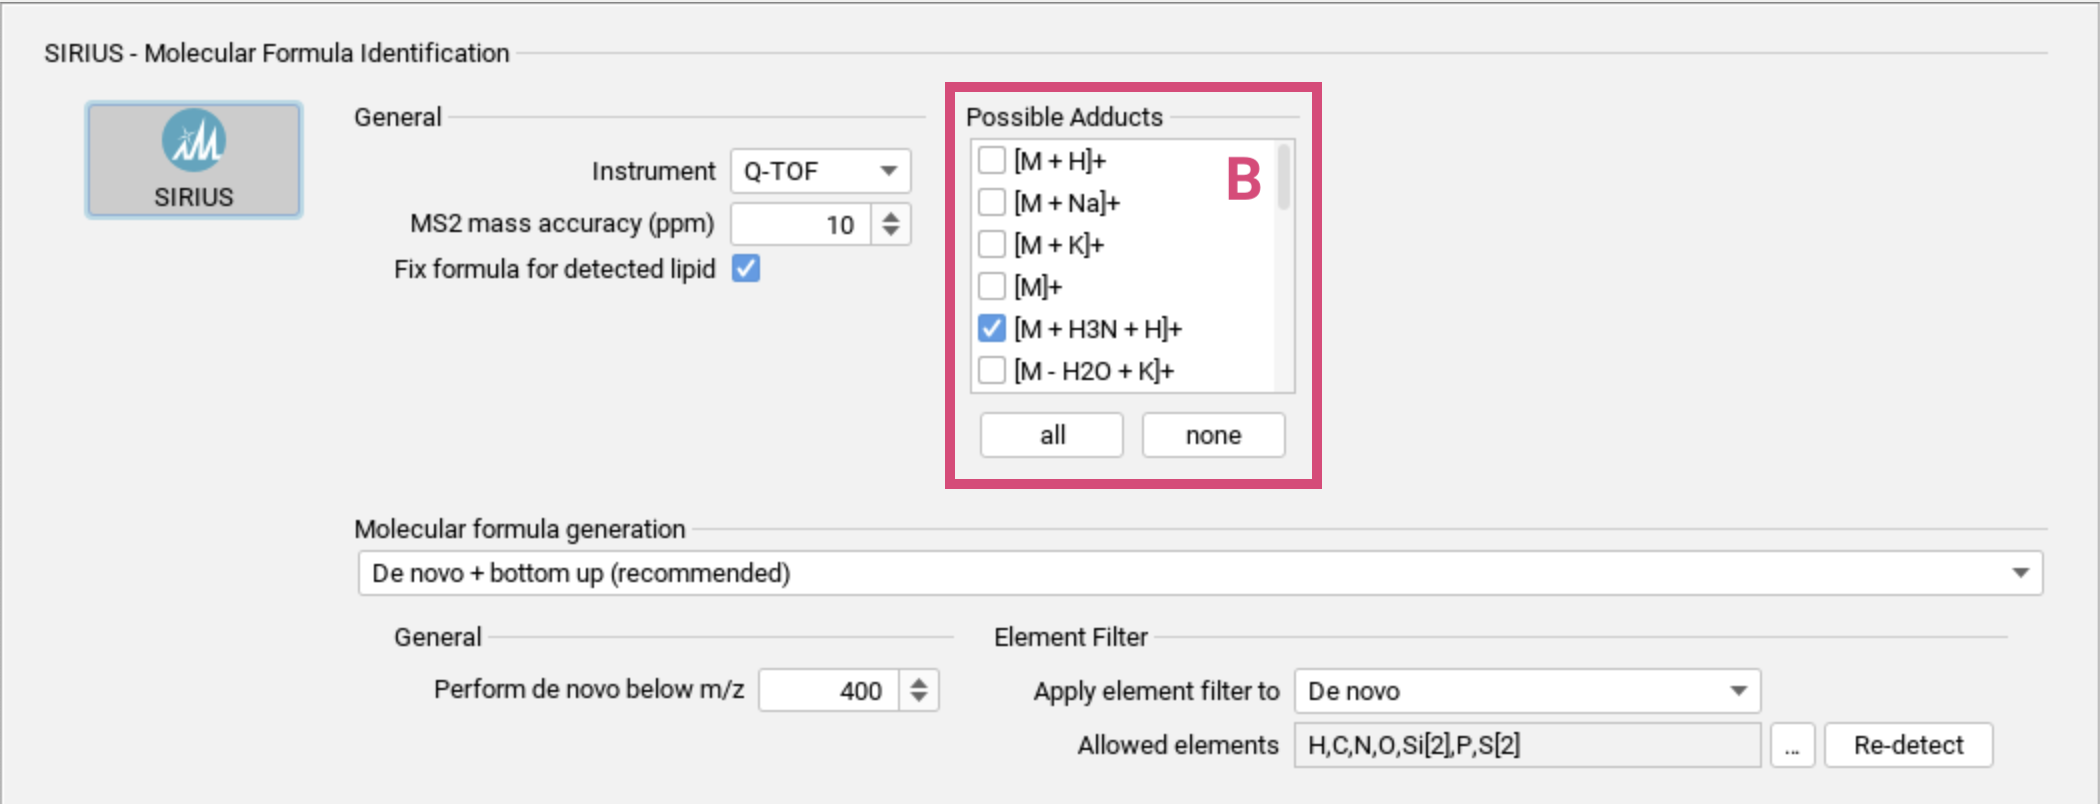 SIRIUS - Molecular Formula Identification
SIRIUS
General
Instrument Q-TOF
MS2 mass accuracy (ppm) 10
Fix formula for detected lipid
Possible Adducts
B
[M + H]+
[M + Na]+
[M + K]+
[M]+
[M + H3N + H]+
[M - H2O + K]+
all none
Molecular formula generation
De novo + bottom up (recommended)
General
Perform de novo below m/z 400
Element Filter
Apply element filter to De novo
Allowed elements H,C,N,O,Si[2],P,S[2] ... Re-detect